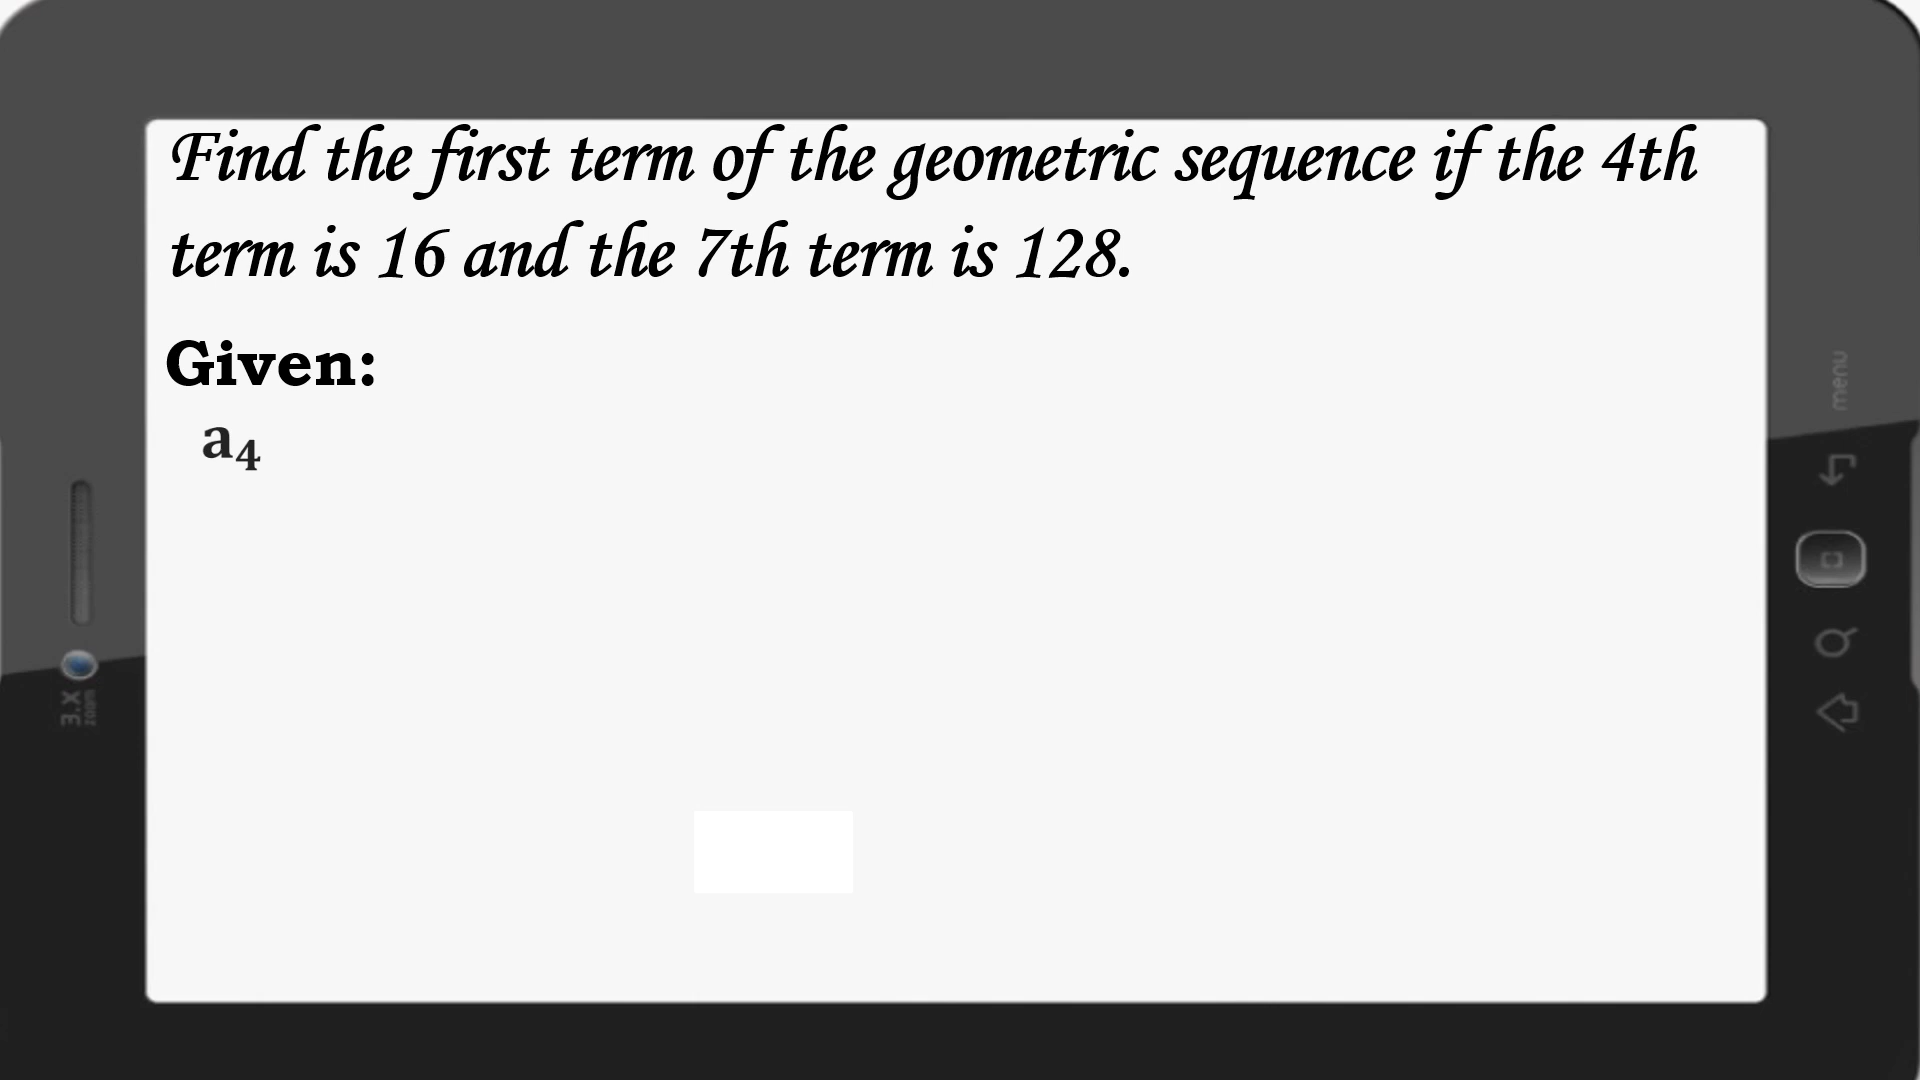 Find the first term of the geometric sequence if the 4th
term is 16 and the 7th term is 128.
Given:
a₄
menu
3.X
zoom